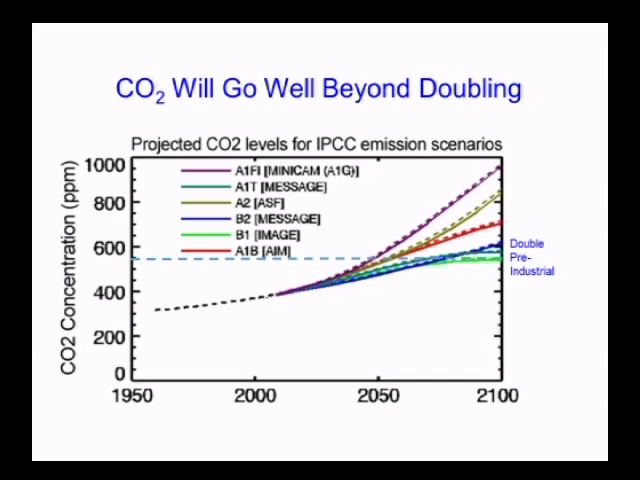 CO2 Will Go Well Beyond Doubling
Projected CO2 levels for IPCC emission scenarios
CO2 Concentration (ppm)
1000
800
600
400
200
0
A1FI [MINICAM (A1G)]
A1T [MESSAGE]
A2 [ASF]
B2 [MESSAGE]
B1 [IMAGE]
A1B [AIM]
Double
Pre-
Industrial
1950
2000
2050
2100